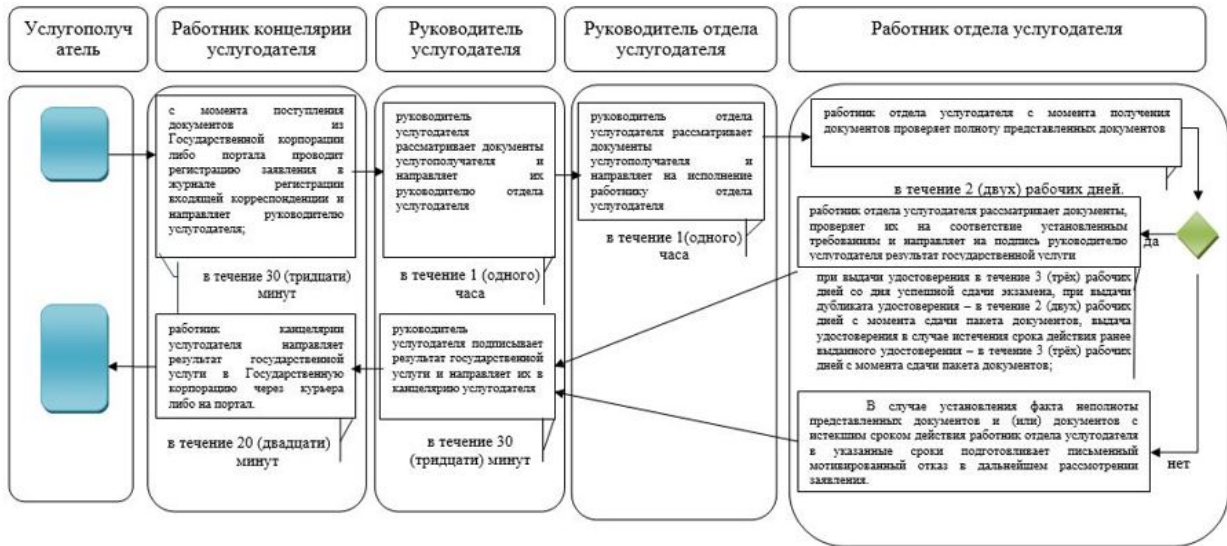 Услугополуч
атель
Работник концелярии
услугодателя
Руководитель
услугодателя
Руководитель отдела
услугодателя
Работник отдела услугодателя
с момента поступления
документов из
Государственной корпорации
либо портала проводит
регистрацию заявления в
журнале регистрации
входящей корреспонденции и
направляет руководителю
услугодателя;
в течение 30 (тридцати)
минут
руководитель
услугодателя
рассматривает документы
услугополучателя и
направляет их
руководителю отдела
услугодателя
в течение 1 (одного)
часа
руководитель отдела
услугодателя рассматривает
документы
услугополучателя и
направляет на исполнение
работнику отдела
услугодателя
в течение 1(одного)
часа
работник отдела услугодателя с момента получения
документов проверяет полноту представленных документов
в течение 2 (двух) рабочих дней.
работник отдела услугодателя рассматривает документы,
проверяет их на соответствие установленным
требованиям и направляет на подпись руководителю
услугодателя результат государственной услуги
да
при выдачи удостоверения в течение 3 (трёх) рабочих
дней со дня успешной сдачи экзамена, при выдачи
дубликата удостоверения – в течение 2 (двух) рабочих
дней с момента сдачи пакета документов, выдача
удостоверения в случае истечения срока действия ранее
выданного удостоверения – в течение 3 (трёх) рабочих
дней с момента сдачи пакета документов;
работник канцелярии
услугодателя направляет
результат государственной
услуги в Государственную
корпорацию через курьера
либо на портал.
в течение 20 (двадцати)
минут
руководитель
услугодателя подписывает
результат государственной
услуги и направляет их в
канцелярию услугодателя
в течение 30
(тридцати) минут
В случае установления факта неполноты
представленных документов и (или) документов с
истекшим сроком действия работник отдела услугодателя
в указанные сроки подготовливает письменный
мотивированный отказ в дальнейшем рассмотрении
заявления.
нет